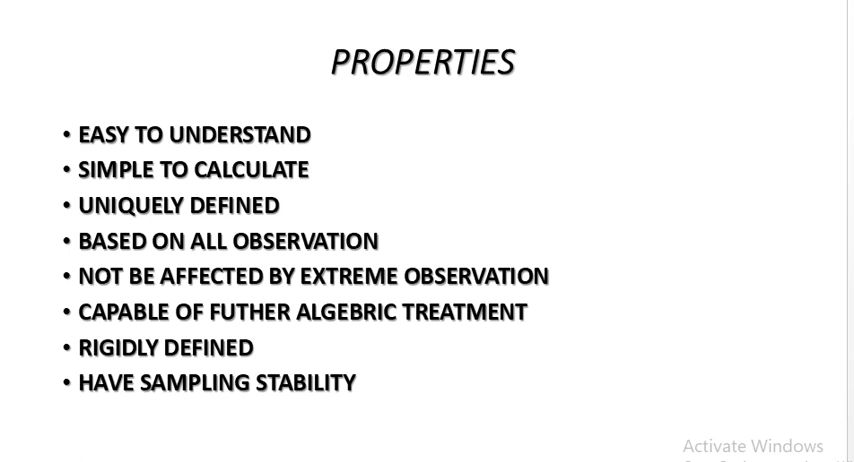 PROPERTIES
• EASY TO UNDERSTAND
• SIMPLE TO CALCULATE
• UNIQUELY DEFINED
• BASED ON ALL OBSERVATION
• NOT BE AFFECTED BY EXTREME OBSERVATION
• CAPABLE OF FUTHER ALGEBRIC TREATMENT
• RIGIDLY DEFINED
• HAVE SAMPLING STABILITY
Activate Windows